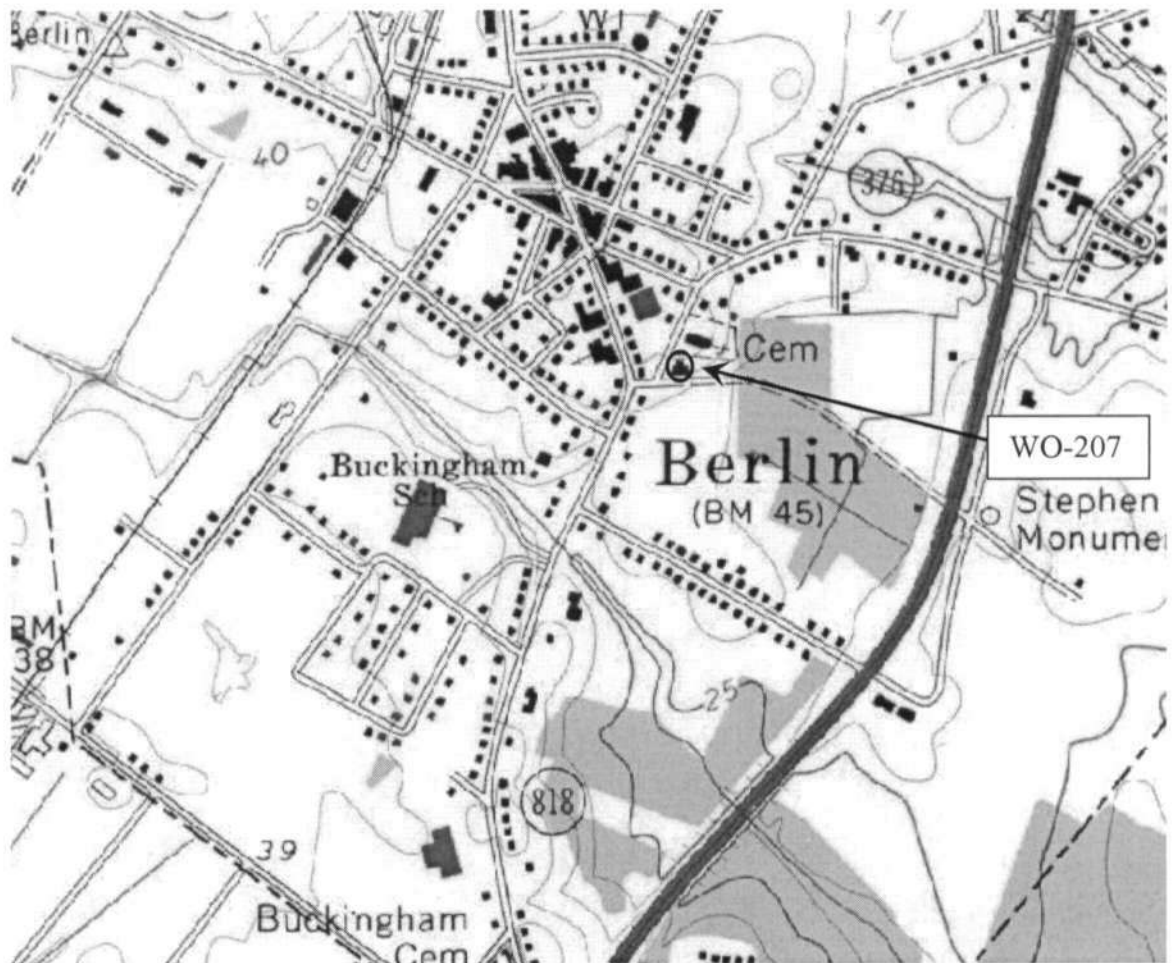 Berlin
40
376
Cem
WO-207
Berlin
(BM 45)
Buckingham
Sch
Stephen
Monume
BM
38
25
818
39
Buckingham
Cem